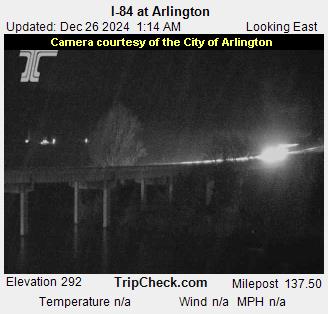 I-84 at Arlington
Updated: Dec 26 2024 1:14 AM Looking East
Camera courtesy of the City of Arlington
Elevation 292 TripCheck.com Milepost 137.50
Temperature n/a Wind n/a MPH n/a